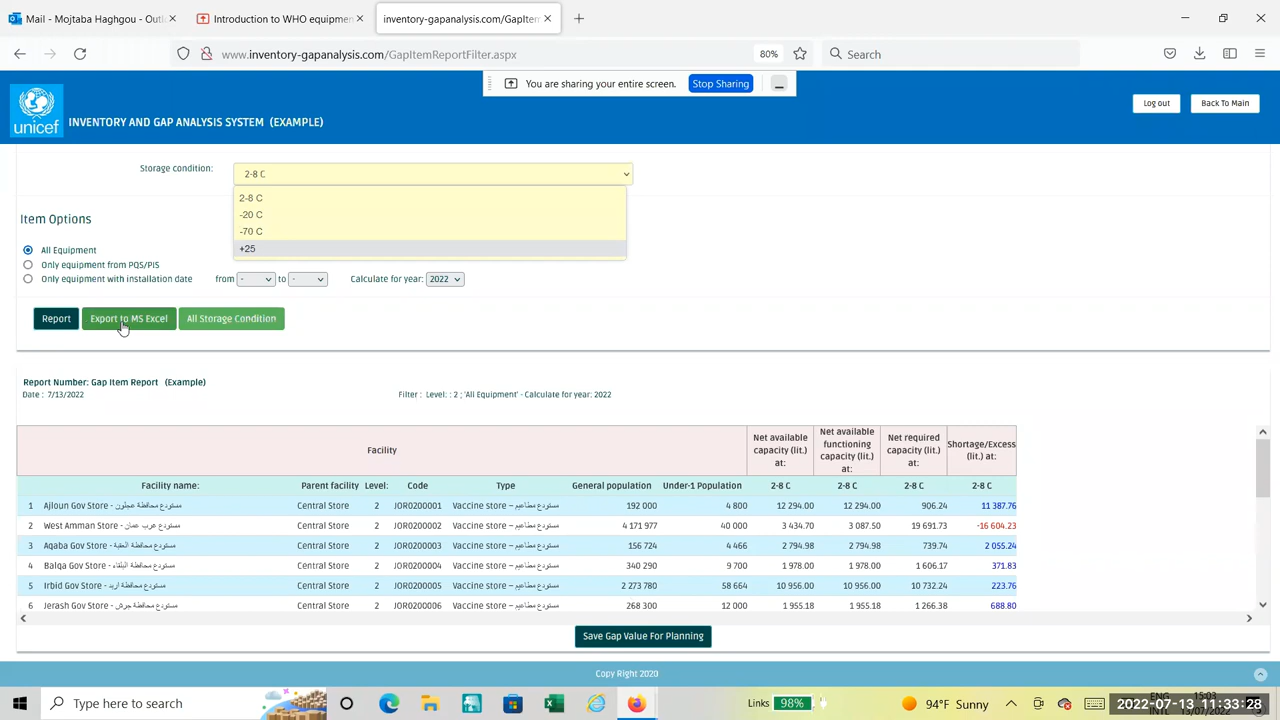 Mail - Mojtaba Haghgou - Outl
Introduction to WHO equipmen
inventory-gapanalysis.com/GapItem
www.inventory-gapanalysis.com/GapItemReportFilter.aspx
80%
Search
You are sharing your entire screen.
Stop Sharing
unicef
INVENTORY AND GAP ANALYSIS SYSTEM (EXAMPLE)
Log out
Back To Main
Storage condition:
2-8 C
2-8 C
-20 C
-70 C
+25
Item Options
All Equipment
Only equipment from PQS/PIS
Only equipment with installation date from - to - Calculate for year: 2022
Report
Export to MS Excel
All Storage Condition
Report Number: Gap Item Report (Example)
Date : 7/13/2022
Filter : Level: : 2 ; 'All Equipment' - Calculate for year: 2022
Facility
Net available capacity (lit.) at:
Net available functioning capacity (lit.) at:
Net required capacity (lit.) at:
Shortage/Excess (lit.) at:
Facility name: Parent facility Level: Code Type General population Under-1 Population 2-8 C 2-8 C 2-8 C 2-8 C
1 Ajloun Gov Store - مستودع محافظة عجلون Central Store 2 JOR0200001 Vaccine store – مستودع مطاعيم 192 000 4 800 12 294.00 12 294.00 906.24 11 387.76
2 West Amman Store - مستودع غرب عمان Central Store 2 JOR0200002 Vaccine store – مستودع مطاعيم 4 171 977 40 000 3 434.70 3 087.50 19 691.73 -16 604.23
3 Aqaba Gov Store - مستودع محافظة العقبة Central Store 2 JOR0200003 Vaccine store – مستودع مطاعيم 156 724 4 466 2 794.98 2 794.98 739.74 2 055.24
4 Balqa Gov Store - مستودع محافظة البلقاء Central Store 2 JOR0200004 Vaccine store – مستودع مطاعيم 340 290 9 700 1 978.00 1 978.00 1 606.17 371.83
5 Irbid Gov Store - مستودع محافظة اربد Central Store 2 JOR0200005 Vaccine store – مستودع مطاعيم 2 273 780 58 664 10 956.00 10 956.00 10 732.24 223.76
6 Jerash Gov Store - مستودع محافظة جرش Central Store 2 JOR0200006 Vaccine store – مستودع مطاعيم 268 300 12 000 1 955.18 1 955.18 1 266.38 688.80
Save Gap Value For Planning
Copy Right 2020
Type here to search
Links
98%
94°F Sunny
ENG
INTL
15:03
13/07/2022
2022-07-13 11:33:28